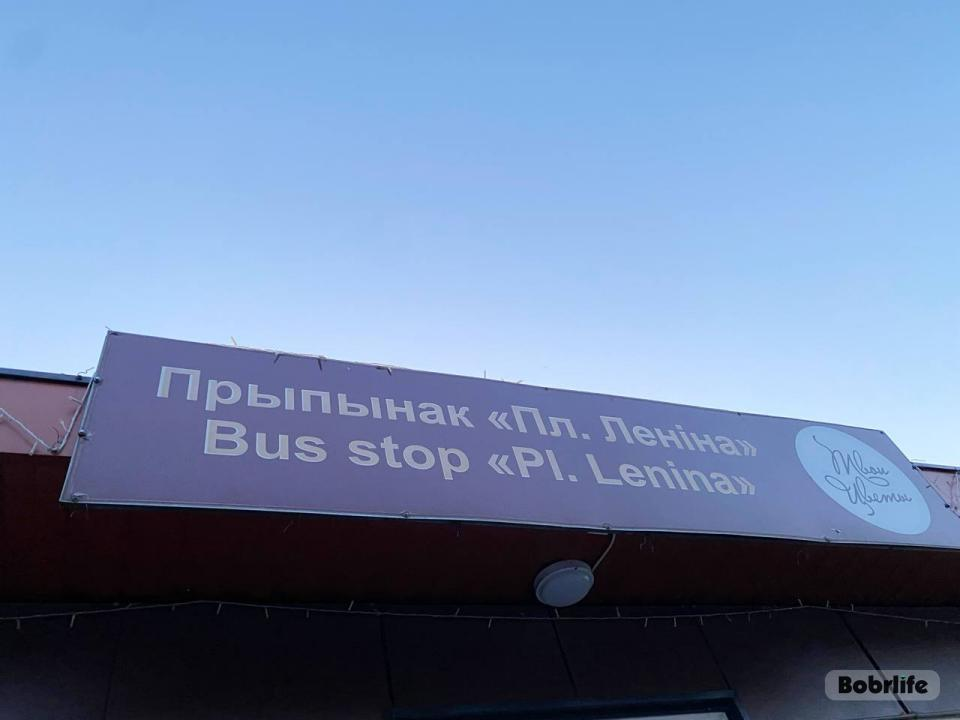 Прыпынак «Пл. Леніна»
Bus stop «Pl. Lenina»
Твои
Цветы
Bobrlife